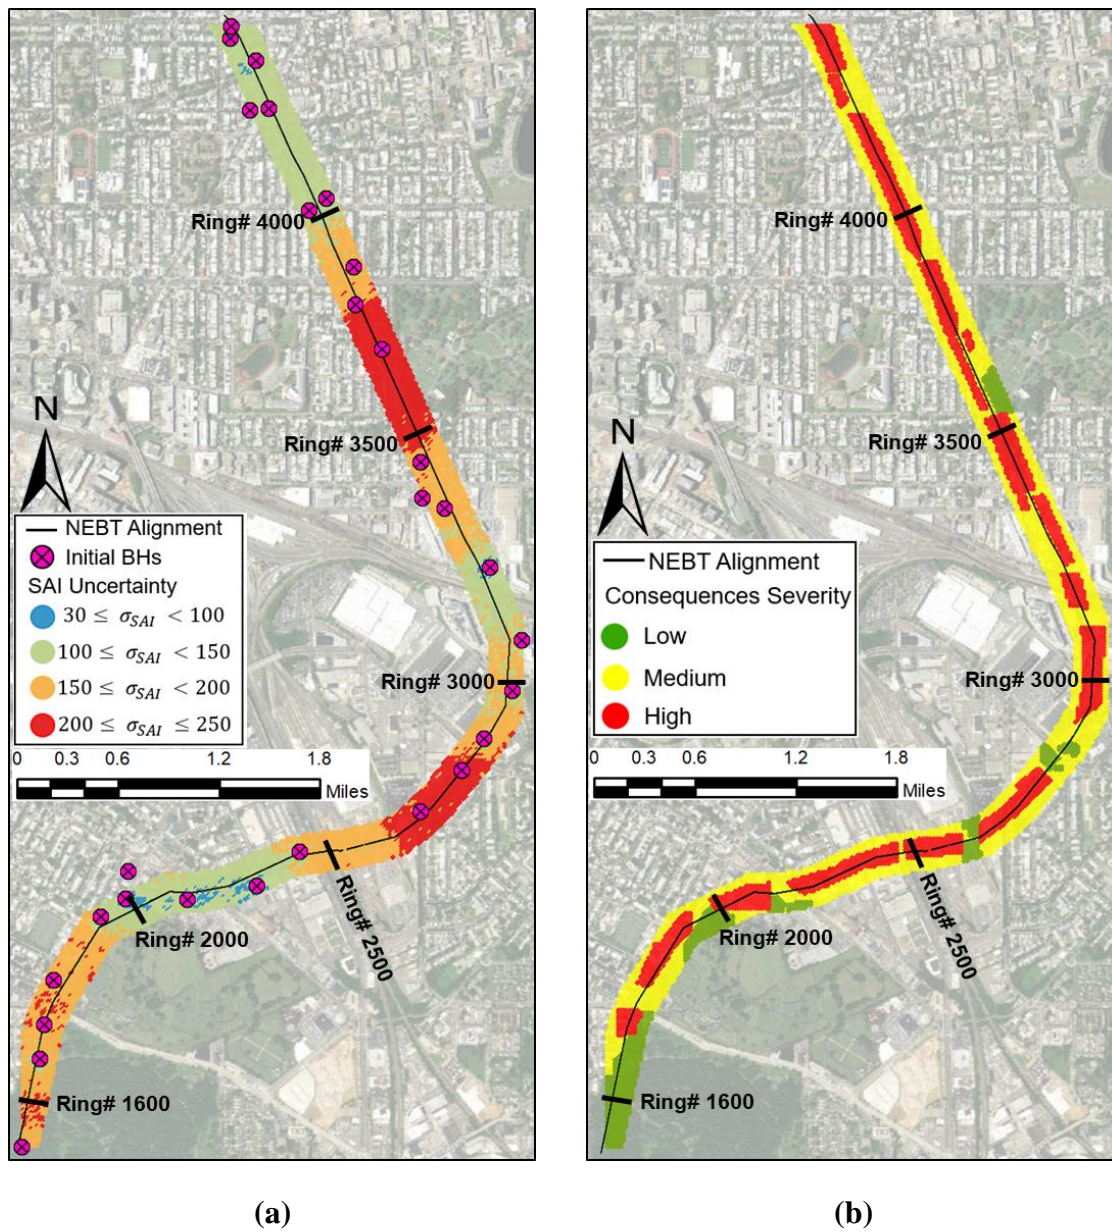 Ring# 4000
Ring# 3500
N
NEBT Alignment
Initial BHs
SAI Uncertainty
30 ≤ σSAI < 100
100 ≤ σSAI < 150
150 ≤ σSAI < 200
200 ≤ σSAI ≤ 250
Ring# 3000
0 0.3 0.6 1.2 1.8
Miles
Ring# 2500
Ring# 2000
Ring# 1600
(a)
Ring# 4000
Ring# 3500
N
NEBT Alignment
Consequences Severity
Low
Medium
High
Ring# 3000
0 0.3 0.6 1.2 1.8
Miles
Ring# 2500
Ring# 2000
Ring# 1600
(b)